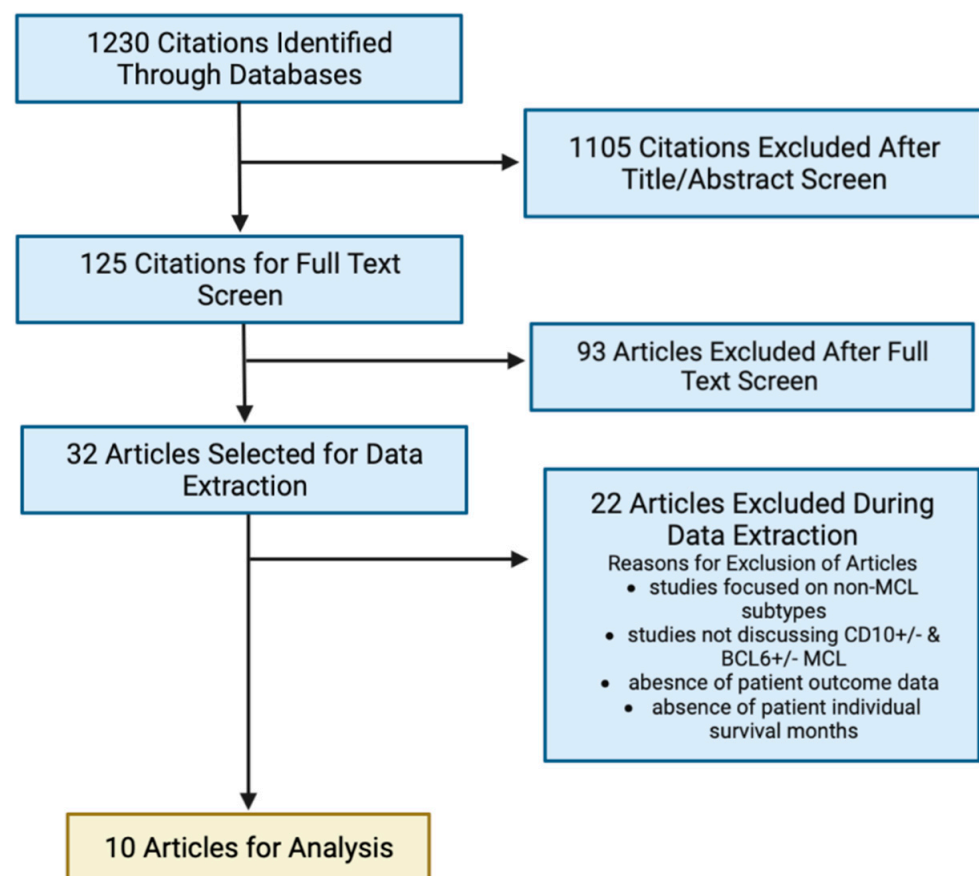 1230 Citations Identified
Through Databases
1105 Citations Excluded After
Title/Abstract Screen
125 Citations for Full Text
Screen
93 Articles Excluded After Full
Text Screen
32 Articles Selected for Data
Extraction
22 Articles Excluded During
Data Extraction
Reasons for Exclusion of Articles
• studies focused on non-MCL
subtypes
• studies not discussing CD10+/- &
BCL6+/- MCL
• abesnce of patient outcome data
• absence of patient individual
survival months
10 Articles for Analysis